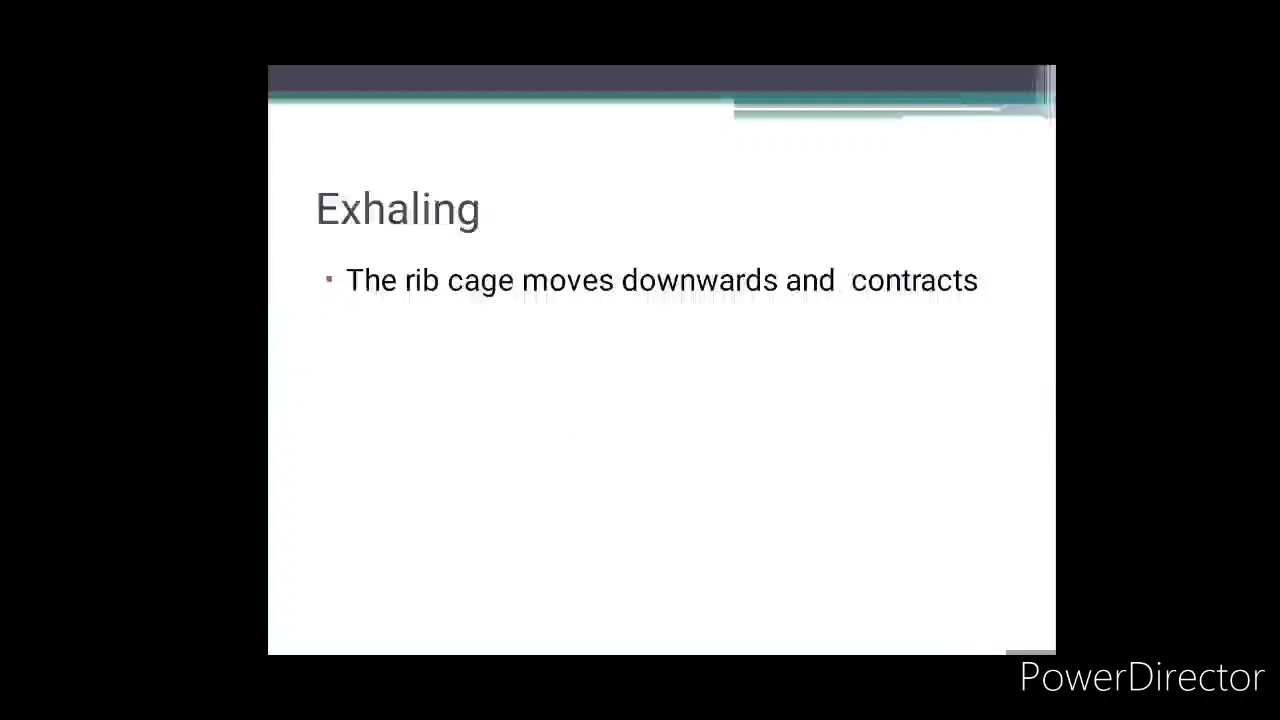 Exhaling
The rib cage moves downwards and contracts
PowerDirector